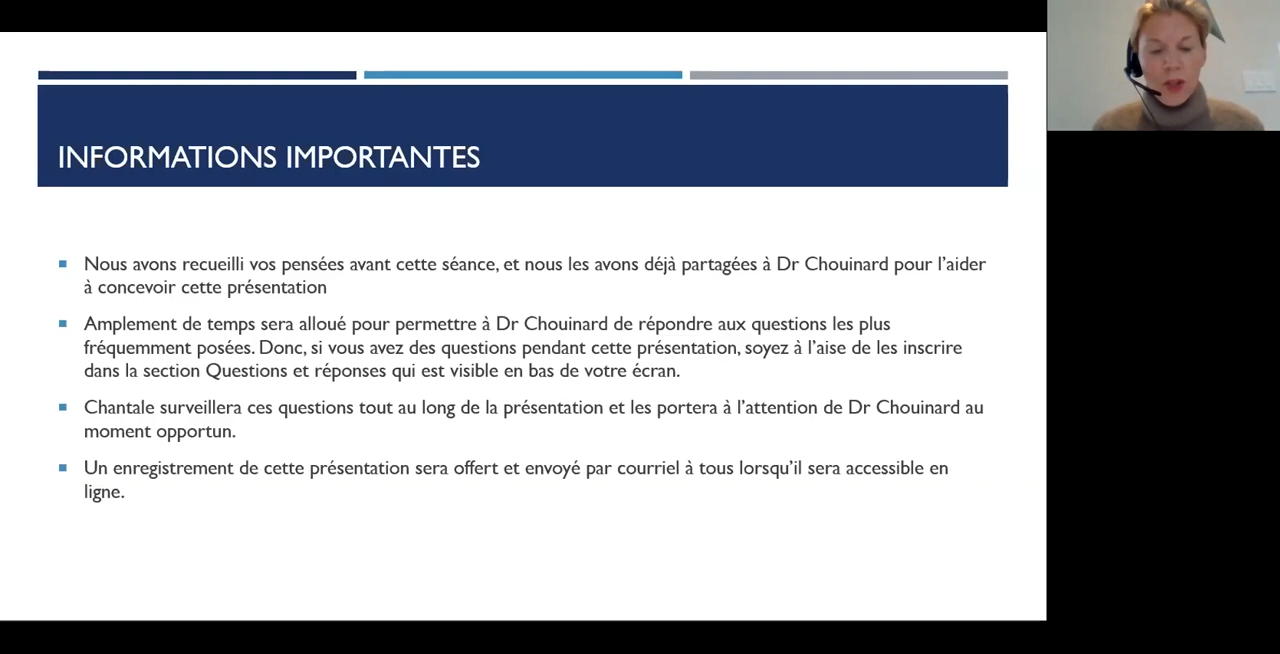 INFORMATIONS IMPORTANTES
Nous avons recueilli vos pensées avant cette séance, et nous les avons déjà partagées à Dr Chouinard pour l'aider
à concevoir cette présentation
Amplement de temps sera alloué pour permettre à Dr Chouinard de répondre aux questions les plus
fréquemment posées. Donc, si vous avez des questions pendant cette présentation, soyez à l'aise de les inscrire
dans la section Questions et réponses qui est visible en bas de votre écran.
Chantale surveillera ces questions tout au long de la présentation et les portera à l'attention de Dr Chouinard au
moment opportun.
Un enregistrement de cette présentation sera offert et envoyé par courriel à tous lorsqu'il sera accessible en
ligne.